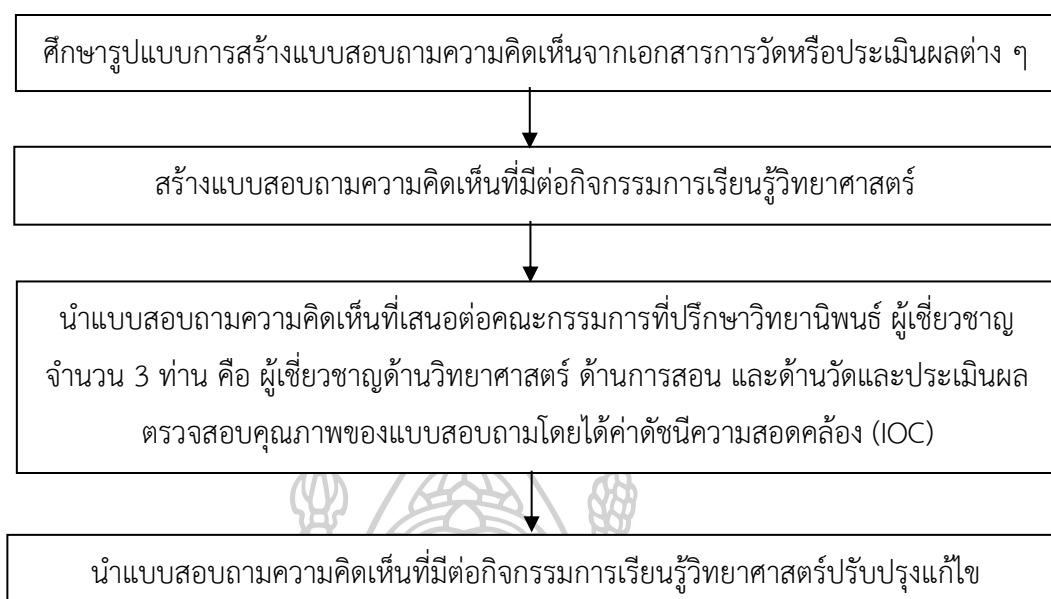 ศึกษารูปแบบการสร้างแบบสอบถามความคิดเห็นจากเอกสารการวัดหรือประเมินผลต่าง ๆ
สร้างแบบสอบถามความคิดเห็นที่มีต่อกิจกรรมการเรียนรู้วิทยาศาสตร์
นำแบบสอบถามความคิดเห็นที่เสนอต่อคณะกรรมการที่ปรึกษาวิทยานิพนธ์ ผู้เชี่ยวชาญ
จำนวน 3 ท่าน คือ ผู้เชี่ยวชาญด้านวิทยาศาสตร์ ด้านการสอน และด้านวัดและประเมินผล
ตรวจสอบคุณภาพของแบบสอบถามโดยได้ค่าดัชนีความสอดคล้อง (IOC)
นำแบบสอบถามความคิดเห็นที่มีต่อกิจกรรมการเรียนรู้วิทยาศาสตร์ปรับปรุงแก้ไข